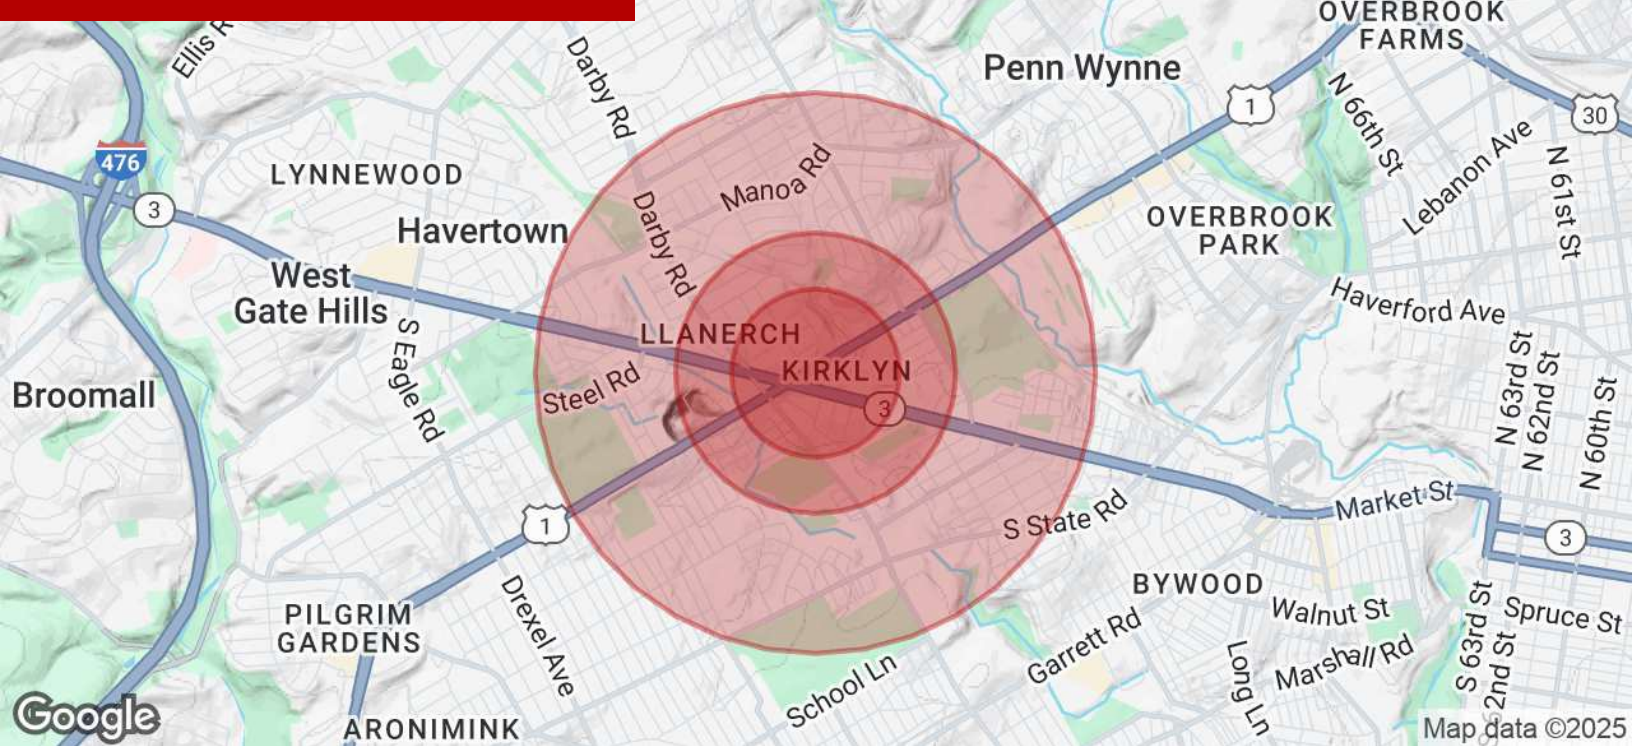 OVERBROOK
FARMS
Ellis R
Darby Rd
Penn Wynne
1
30
N 66th St
Lebanon Ave
N 61st St
476
LYNNEWOOD
Manoa Rd
3
Havertown
Darby Rd
OVERBROOK
PARK
West
Gate Hills
Haverford Ave
S Eagle Rd
LLANERCH
KIRKLYN
Steel Rd
3
Broomall
N 63rd St
N 62nd St
N 60th St
Market St
1
S State Rd
3
BYWOOD
Drexel Ave
PILGRIM
GARDENS
Walnut St
Spruce St
Garrett Rd
Long Ln
Marshall Rd
S 63rd St
2nd St
School Ln
Google
ARONIMINK
Map data ©2025